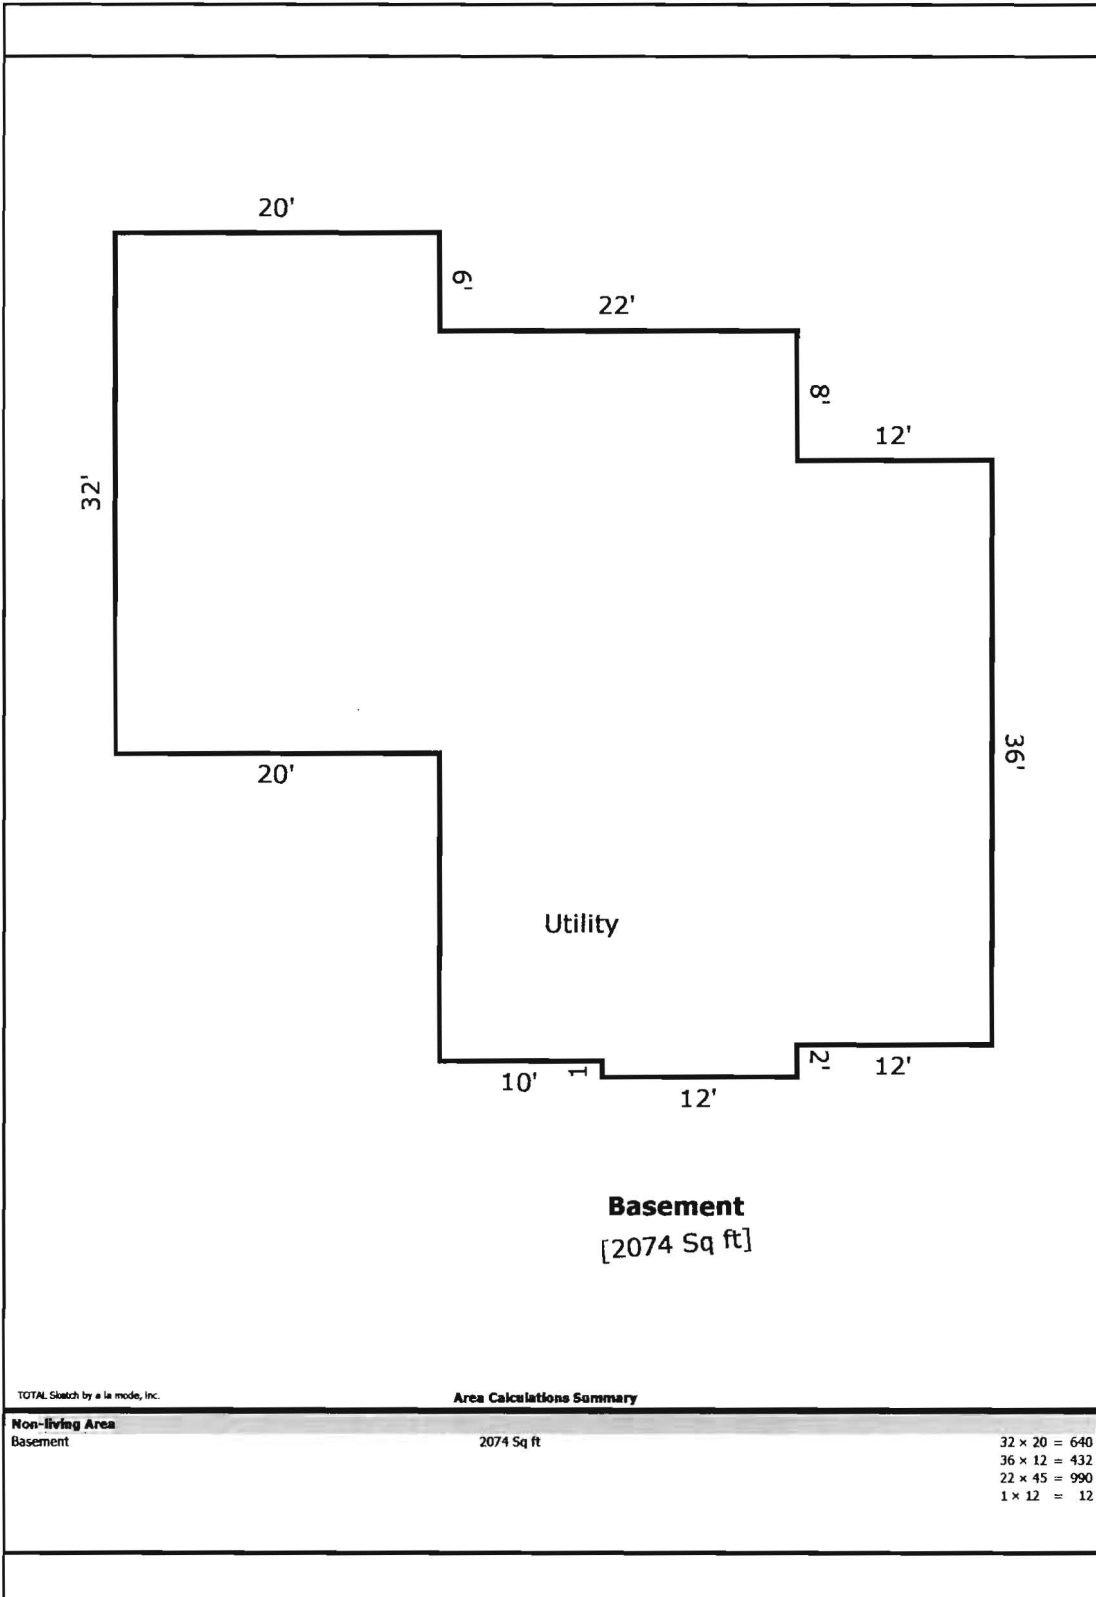 20'
6'
22'
8'
12'
32'
36'
20'
Utility
10'
1
12'
2'
12'
Basement
[2074 Sq ft]
TOTAL Sketch by a la mode, inc.
Area Calculations Summary
Non-living Area
Basement 2074 Sq ft 32 × 20 = 640
36 × 12 = 432
22 × 45 = 990
1 × 12 = 12